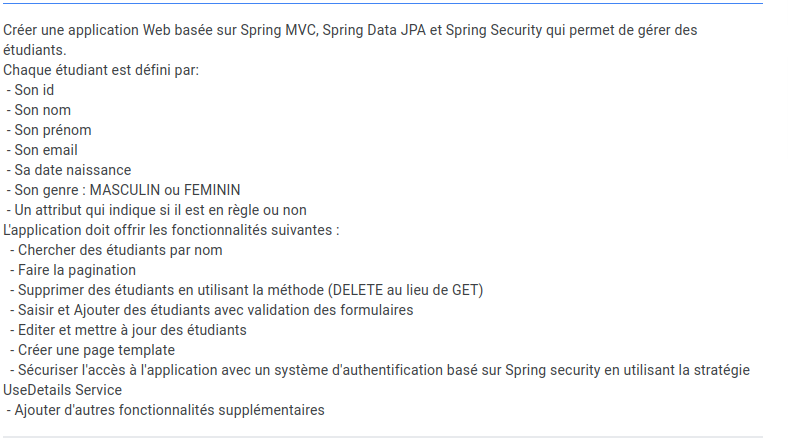 Créer une application Web basée sur Spring MVC, Spring Data JPA et Spring Security qui permet de gérer des
étudiants.
Chaque étudiant est défini par:
- Son id
- Son nom
- Son prénom
- Son email
- Sa date naissance
- Son genre : MASCULIN ou FEMININ
- Un attribut qui indique si il est en règle ou non
L'application doit offrir les fonctionnalités suivantes :
- Chercher des étudiants par nom
- Faire la pagination
- Supprimer des étudiants en utilisant la méthode (DELETE au lieu de GET)
- Saisir et Ajouter des étudiants avec validation des formulaires
- Editer et mettre à jour des étudiants
- Créer une page template
- Sécuriser l'accès à l'application avec un système d'authentification basé sur Spring security en utilisant la stratégie
UseDetails Service
- Ajouter d'autres fonctionnalités supplémentaires